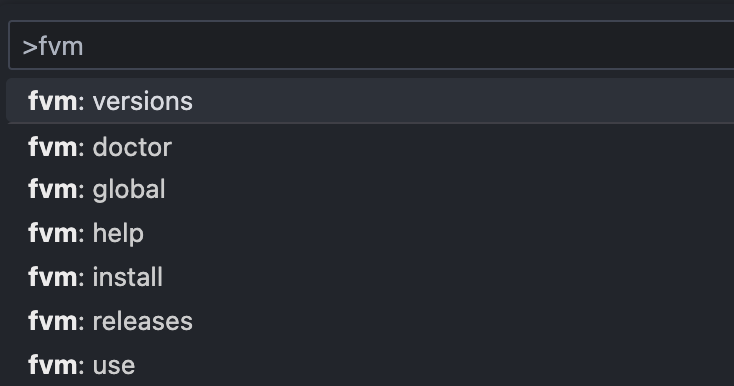 >fvm
fvm: versions
fvm: doctor
fvm: global
fvm: help
fvm: install
fvm: releases
fvm: use